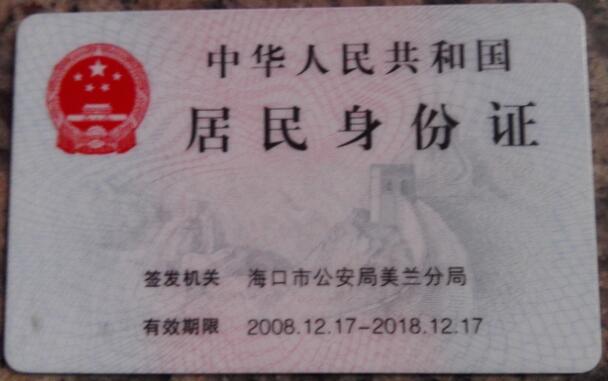 中华人民共和国
居民身份证
签发机关 海口市公安局美兰分局
有效期限 2008.12.17-2018.12.17